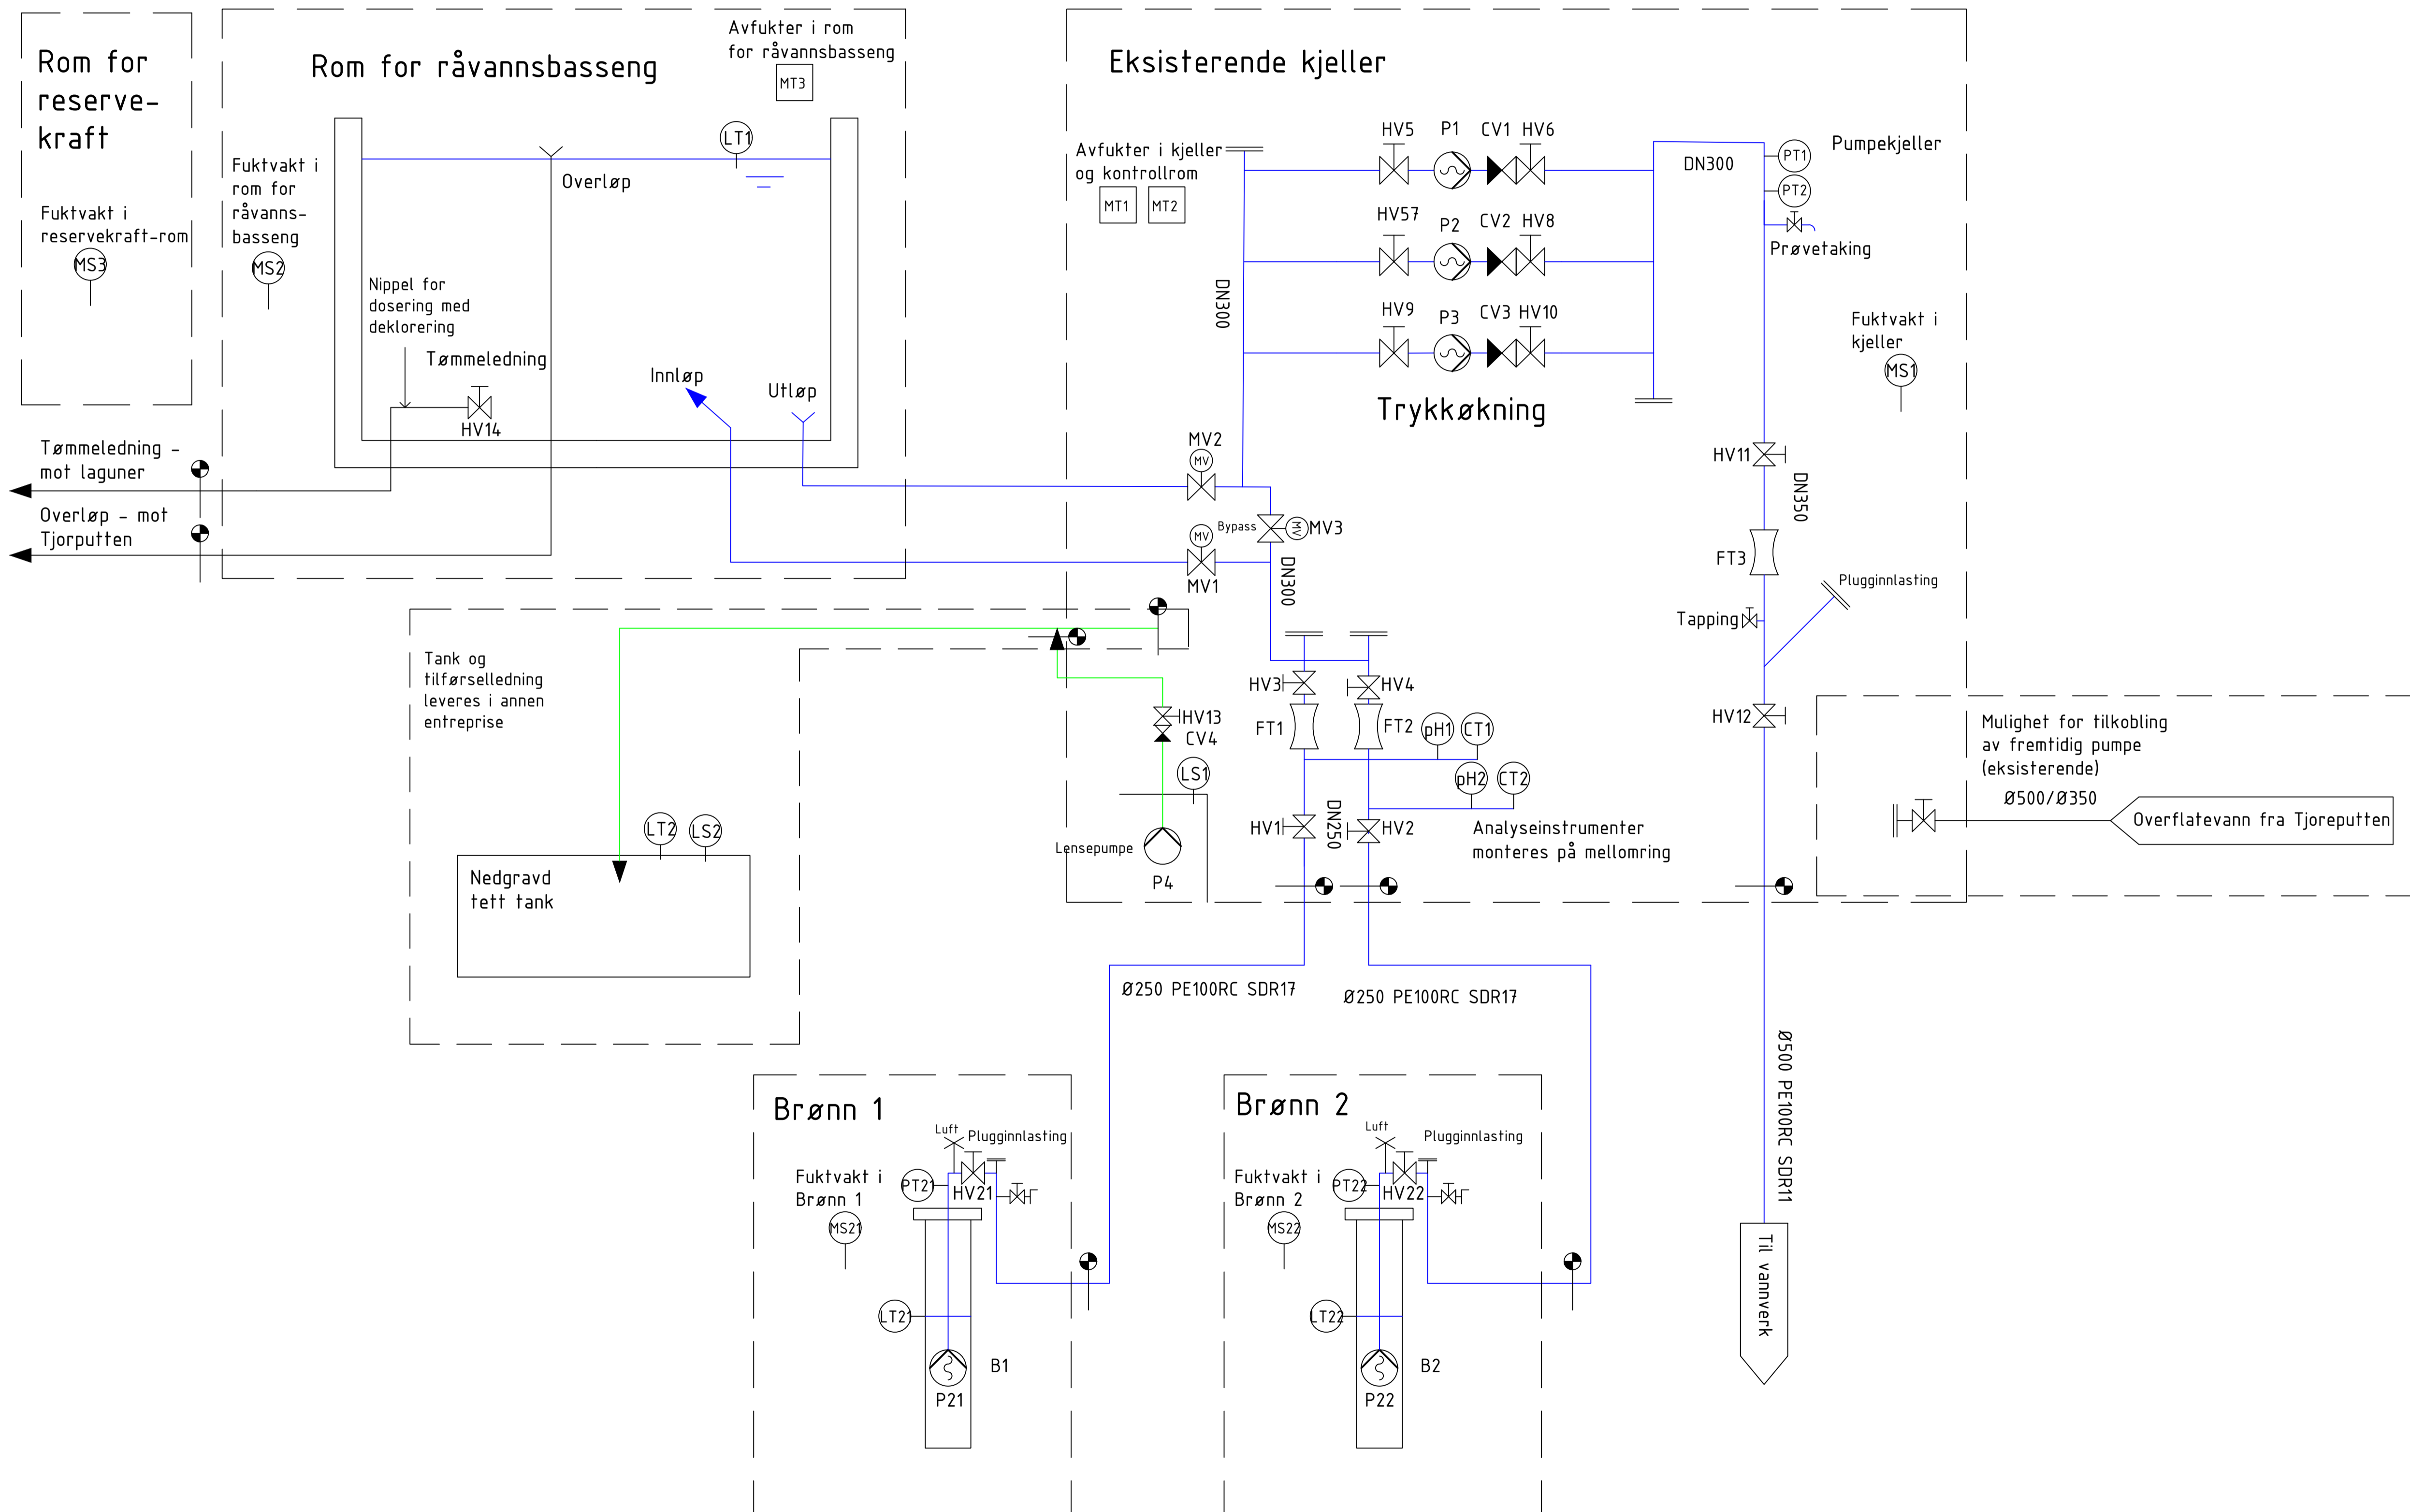 Rom for
reserve-
kraft
Fuktvakt i
reservekraft-rom
MS3
Rom for råvannsbasseng
Avfukter i rom
for råvannsbasseng
MT3
Fuktvakt i
rom for
råvanns-
basseng
MS2
LT1
Overløp
Nippel for
dosering med
deklorering
Tømmeledning
HV14
Innløp
Utløp
Tømmeledning -
mot laguner
Overløp - mot
Tjorputten
Eksisterende kjeller
Avfukter i kjeller
og kontrollrom
MT1
MT2
HV5
P1
CV1
HV6
HV57
P2
CV2
HV8
HV9
P3
CV3
HV10
DN300
DN300
Trykkøkning
PT1
PT2
Pumpekjeller
Prøvetaking
Fuktvakt i
kjeller
MS1
MV2
MV
Bypass
MV
MV3
MV
MV1
DN300
HV11
DN350
FT3
Plugginnlasting
Tapping
HV12
HV3
HV4
FT1
FT2
pH1
CT1
pH2
CT2
HV1
DN250
HV2
Analyseinstrumenter
monteres på mellomring
HV13
CV4
LS1
Lensepumpe
P4
Tank og
tilførselledning
leveres i annen
entreprise
LT2
LS2
Nedgravd
tett tank
Mulighet for tilkobling
av fremtidig pumpe
(eksisterende)
Ø500/Ø350
Overflatevann fra Tjoreputten
Ø250 PE100RC SDR17
Ø250 PE100RC SDR17
Ø500 PE100RC SDR11
Til vannverk
Brønn 1
Luft
Plugginnlasting
Fuktvakt i
Brønn 1
MS21
PT21
HV21
LT21
B1
P21
Brønn 2
Luft
Plugginnlasting
Fuktvakt i
Brønn 2
MS22
PT22
HV22
LT22
B2
P22